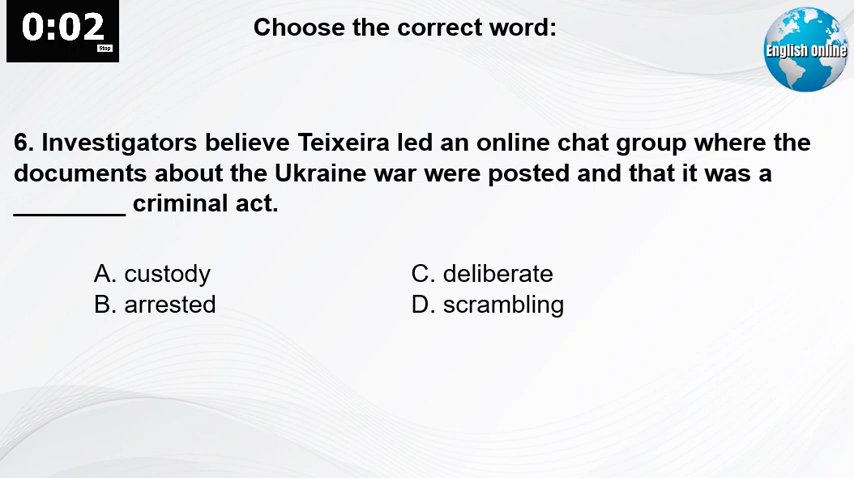 0:02
Stop
Choose the correct word:
English Online
6. Investigators believe Teixeira led an online chat group where the
documents about the Ukraine war were posted and that it was a
________ criminal act.
A. custody
B. arrested
C. deliberate
D. scrambling